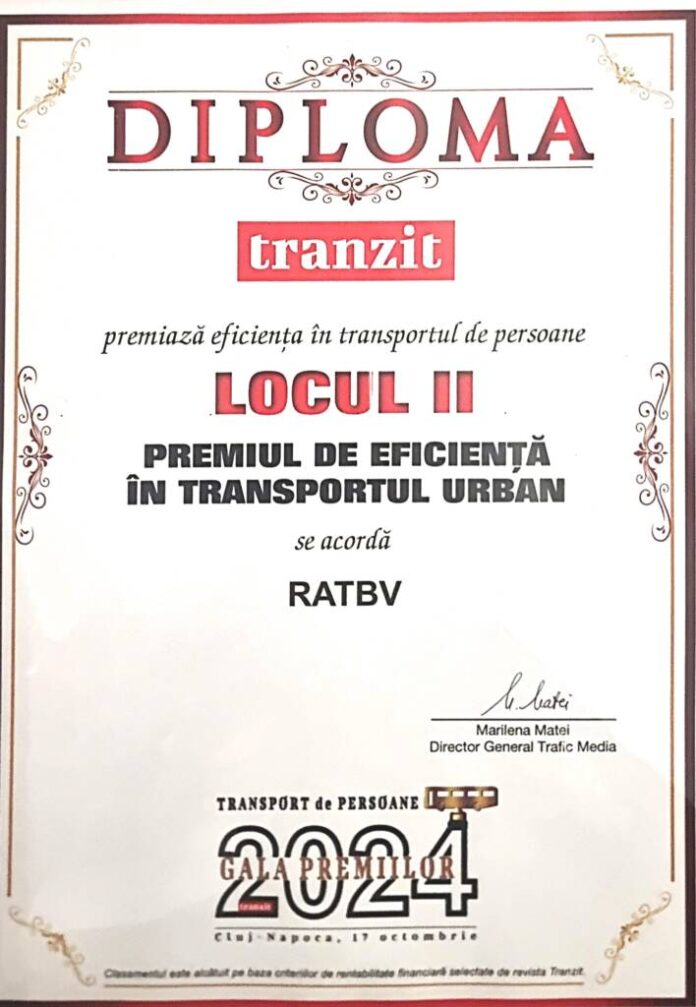 DIPLOMA
tranzit
premiază eficiența în transportul de persoane
LOCUL II
PREMIUL DE EFICIENȚĂ
ÎN TRANSPORTUL URBAN
se acordă
RATBV
M. Matei
Marilena Matei
Director General Trafic Media
TRANSPORT de PERSOANE
2024
GALA PREMIILOR
tranzit
Cluj-Napoca, 17 octombrie
Clasamentul este alcătuit pe baza criteriilor de rentabilitate financiară selectate de revista Tranzit.